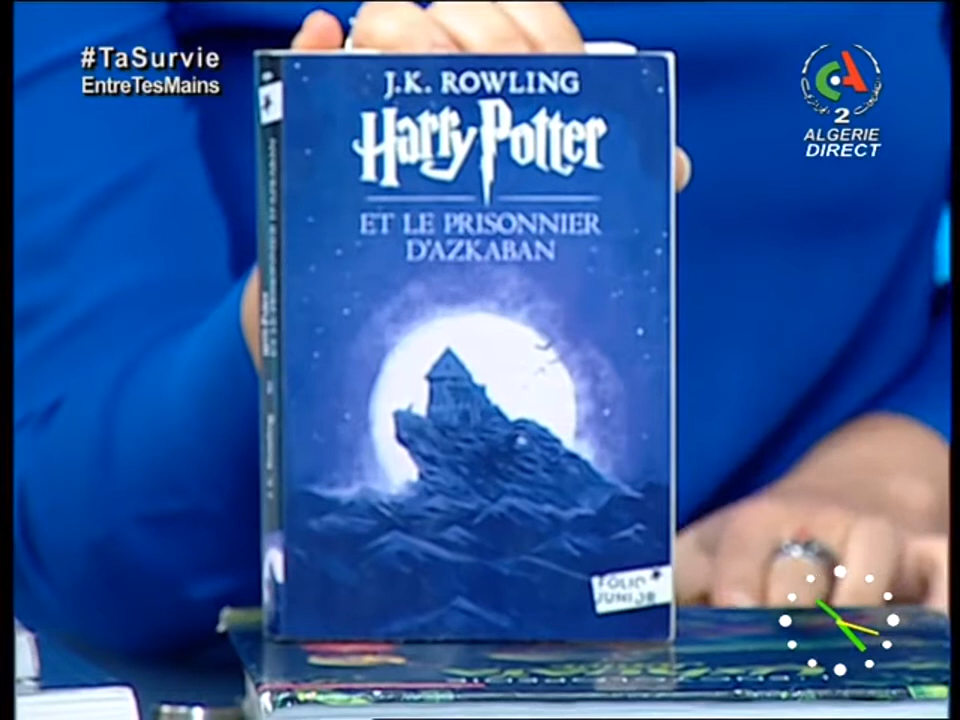 #TaSurvie
EntreTesMains
J.K. ROWLING
Harry Potter
ET LE PRISONNIER
D'AZKABAN
FOLIO
JUNIOR
2
ALGERIE
DIRECT